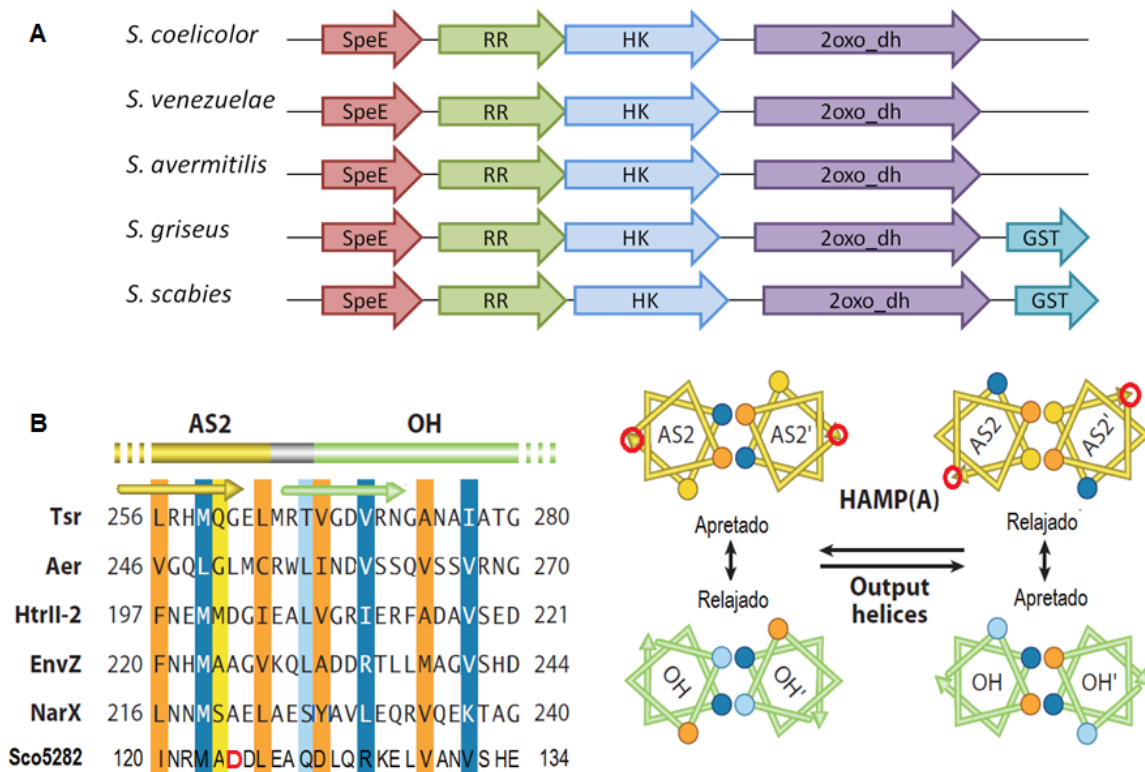 A
S. coelicolor SpeE RR HK 2oxo_dh
S. venezuelae SpeE RR HK 2oxo_dh
S. avermitilis SpeE RR HK 2oxo_dh
S. griseus SpeE RR HK 2oxo_dh GST
S. scabies SpeE RR HK 2oxo_dh GST
B
AS2 OH
Tsr 256 LRHMQGELMRTVGDVRNGANAIATG 280
Aer 246 VGQLGLMCRWLINDVSSQVSSVRNG 270
HtrII-2 197 FNEMMDGIEALVGRIERFADAVSED 221
EnvZ 220 FNHMAAGVKQLADDRTLLMAGVSHD 244
NarX 216 LNNMSAELAESYAVLEQRVQEKTAG 240
Sco5282 120 INRMADDLEAQDLQRKELVANVSHE 134
AS2 AS2' AS2 AS2'
HAMP(A)
Apretado Relajado
Output
helices
Relajado Apretado
OH OH' OH OH'